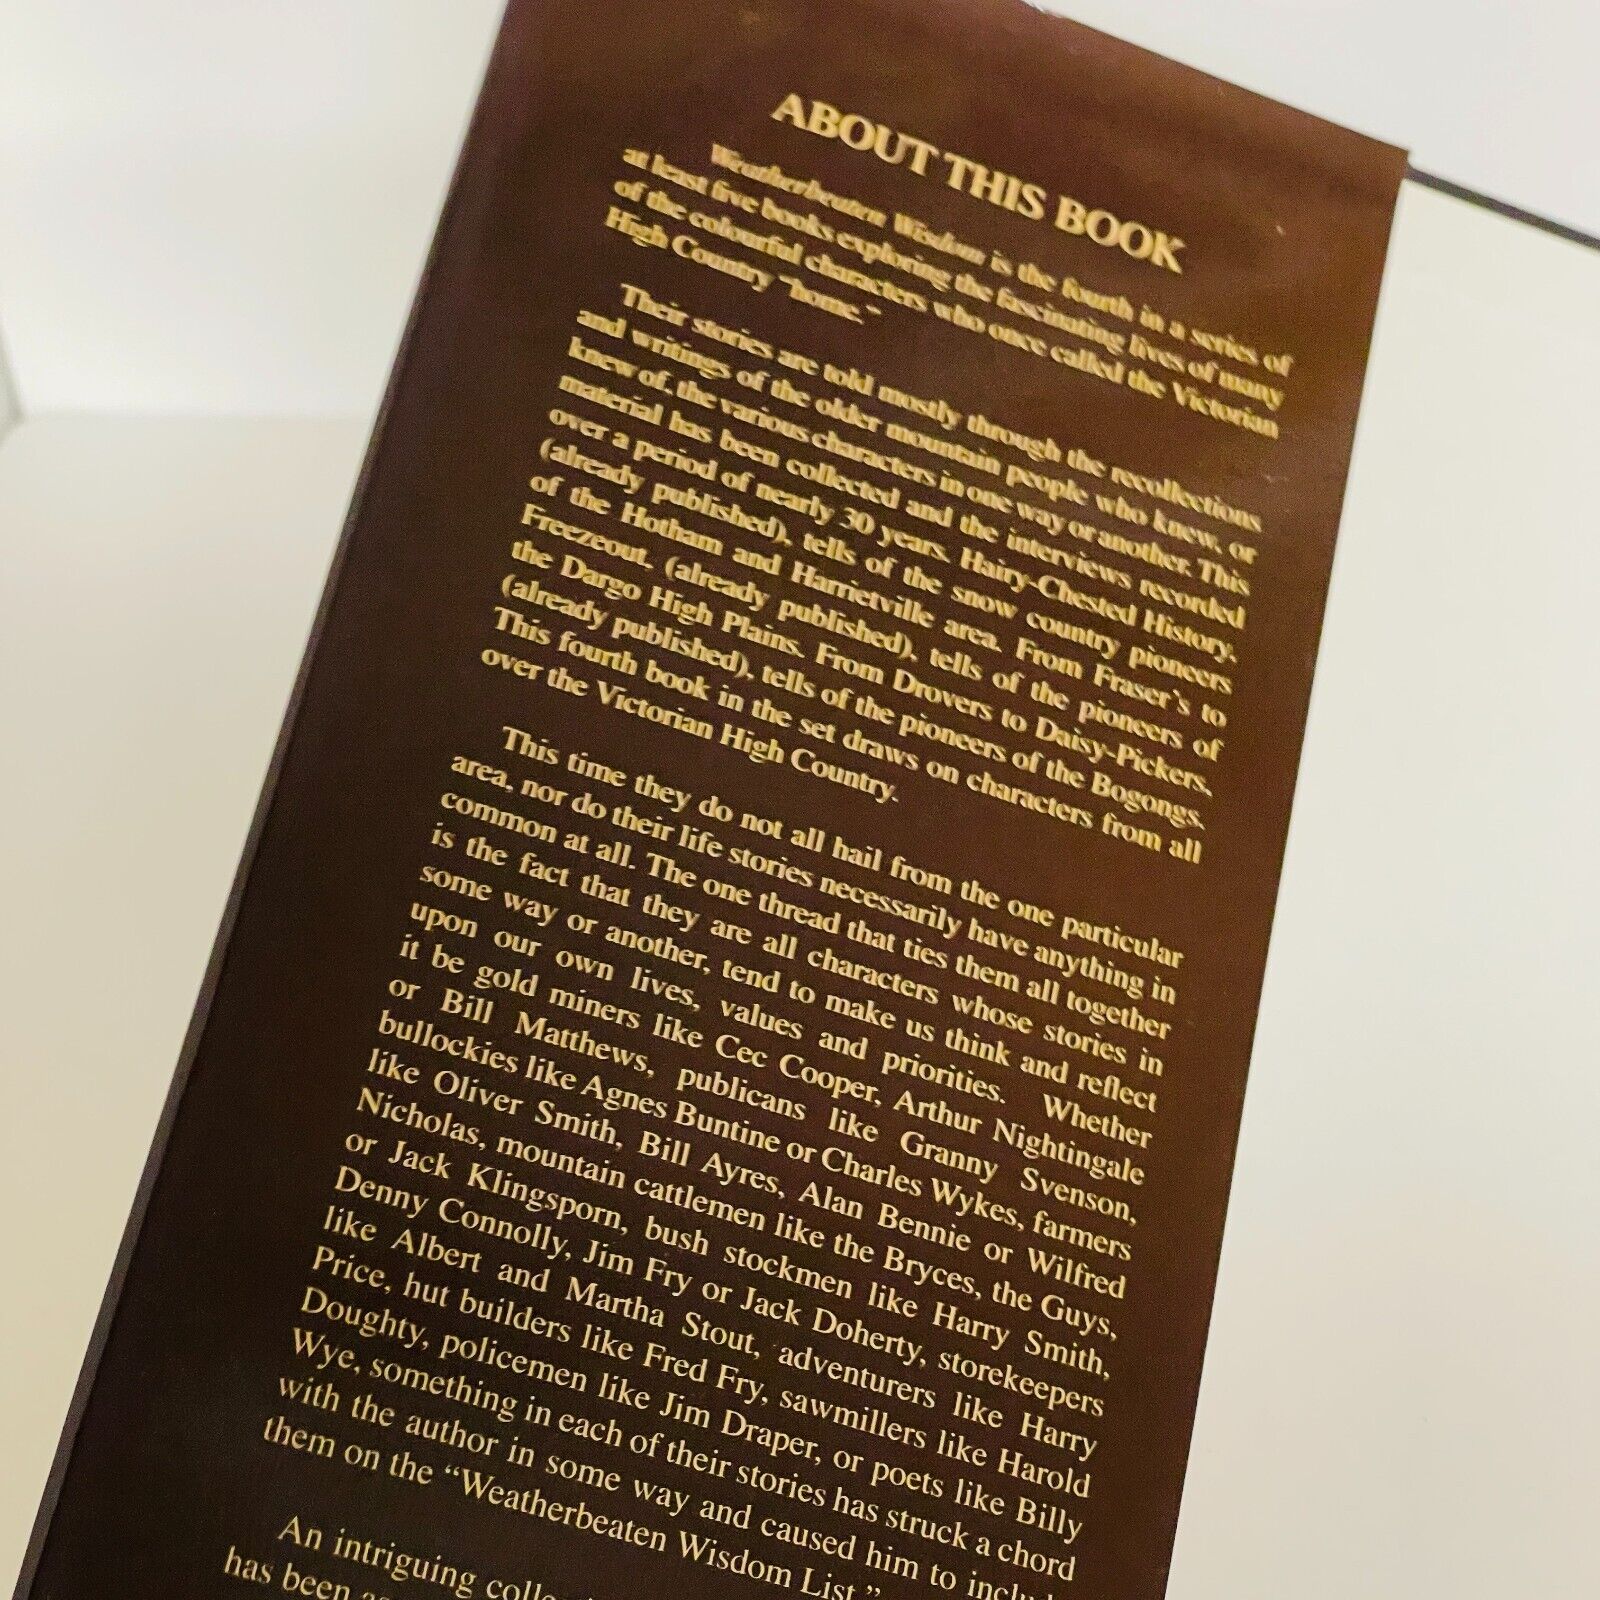 ABOUT THIS BOOK
Weatherbeaten Wisdom is the fourth in a series of
at least five books exploring the fascinating lives of many
of the colourful characters who once called the Victorian
High Country "home."
Their stories are told mostly through the recollections
and writings of the older mountain people who knew, or
knew of, the various characters in one way or another. This
material has been collected and the interviews recorded
over a period of nearly 30 years. Hairy-Chested History,
(already published), tells of the snow country pioneers
of the Hotham and Harrietville area. From Fraser's to
Freezeout, (already published), tells of the pioneers of
the Dargo High Plains. From Drovers to Daisy-Pickers,
(already published), tells of the pioneers of the Bogongs.
This fourth book in the set draws on characters from all
over the Victorian High Country.
This time they do not all hail from the one particular
area, nor do their life stories necessarily have anything in
common at all. The one thread that ties them all together
is the fact that they are all characters whose stories in
some way or another, tend to make us think and reflect
upon our own lives, values and priorities. Whether
it be gold miners like Cec Cooper, Arthur Nightingale
or Bill Matthews, publicans like Granny Svenson,
bullockies like Agnes Buntine or Charles Wykes, farmers
like Oliver Smith, Bill Ayres, Alan Bennie or Wilfred
Nicholas, mountain cattlemen like the Bryces, the Guys,
or Jack Klingsporn, bush stockmen like Harry Smith,
Denny Connolly, Jim Fry or Jack Doherty, storekeepers
like Albert and Martha Stout, adventurers like Harry
Price, hut builders like Fred Fry, sawmillers like Harold
Doughty, policemen like Jim Draper, or poets like Billy
Wye, something in each of their stories has struck a chord
with the author in some way and caused him to
them on the "Weatherbeaten Wisdom List."
An intriguing
has been